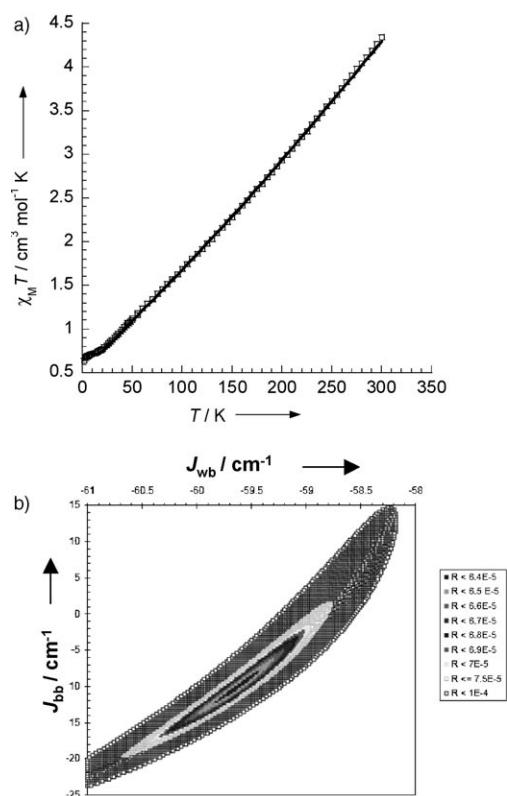 a)
4.5
4
3.5
3
2.5
2
1.5
1
0.5
χM T / cm³ mol⁻¹ K
0 50 100 150 200 250 300 350
T / K
b)
Jwb / cm⁻¹
-61 -60.5 -60 -59.5 -59 -58.5 -58
15
10
5
0
-5
-10
-15
-20
-25
Jbb / cm⁻¹
R < 6.4E-5
R < 6.5 E-5
R < 6.6E-5
R < 6.7E-5
R < 6.8E-5
R < 6.9E-5
R < 7E-5
R <= 7.5E-5
R < 1E-4